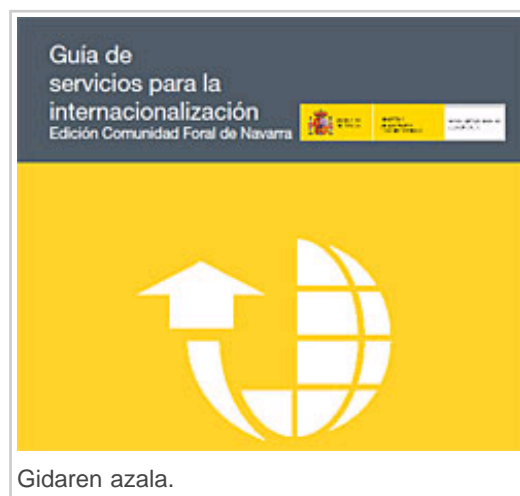 Guía de
servicios para la
internacionalización
Edición Comunidad Foral de Navarra
Gidaren azala.